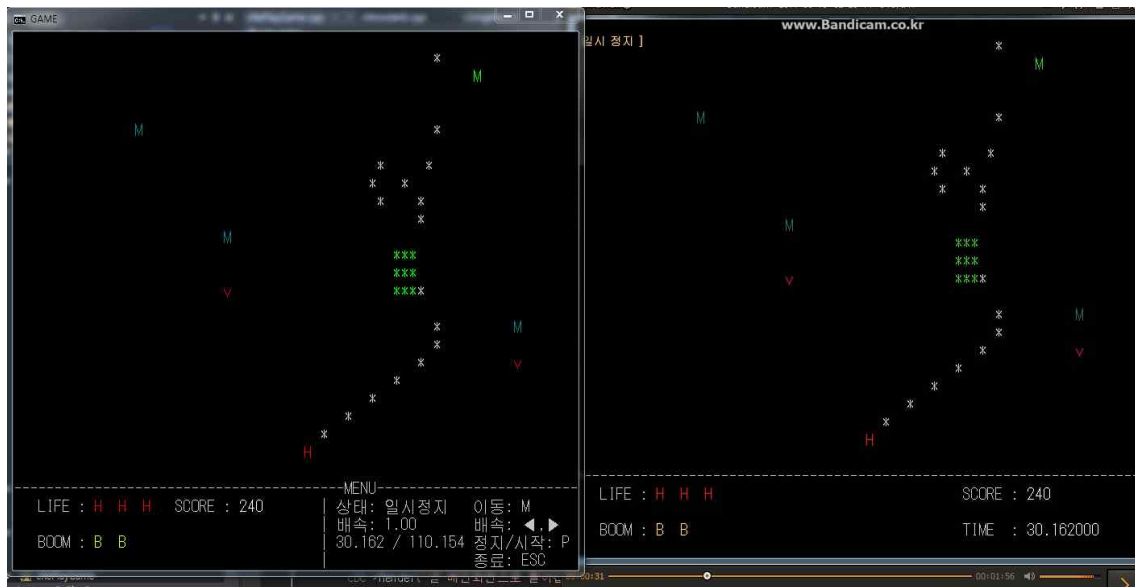 GAME
www.Bandicam.co.kr
일시 정지 ]
*
M
*
M
* *
* *
* *
*
M
***
***
V
****
* M
*
* V
*
*
*
*
H
*
M
*
M
* *
* *
* *
*
M
***
***
V
****
* M
*
* V
*
*
*
*
H
MENU
LIFE : H H H SCORE : 240
상태: 일시정지 이동: M
배속: 1.00 배속: ◀,▶
BOOM : B B
30.162 / 110.154 정지/시작: P
종료: ESC
LIFE : H H H SCORE : 240
BOOM : B B TIME : 30.162000
00:01:56